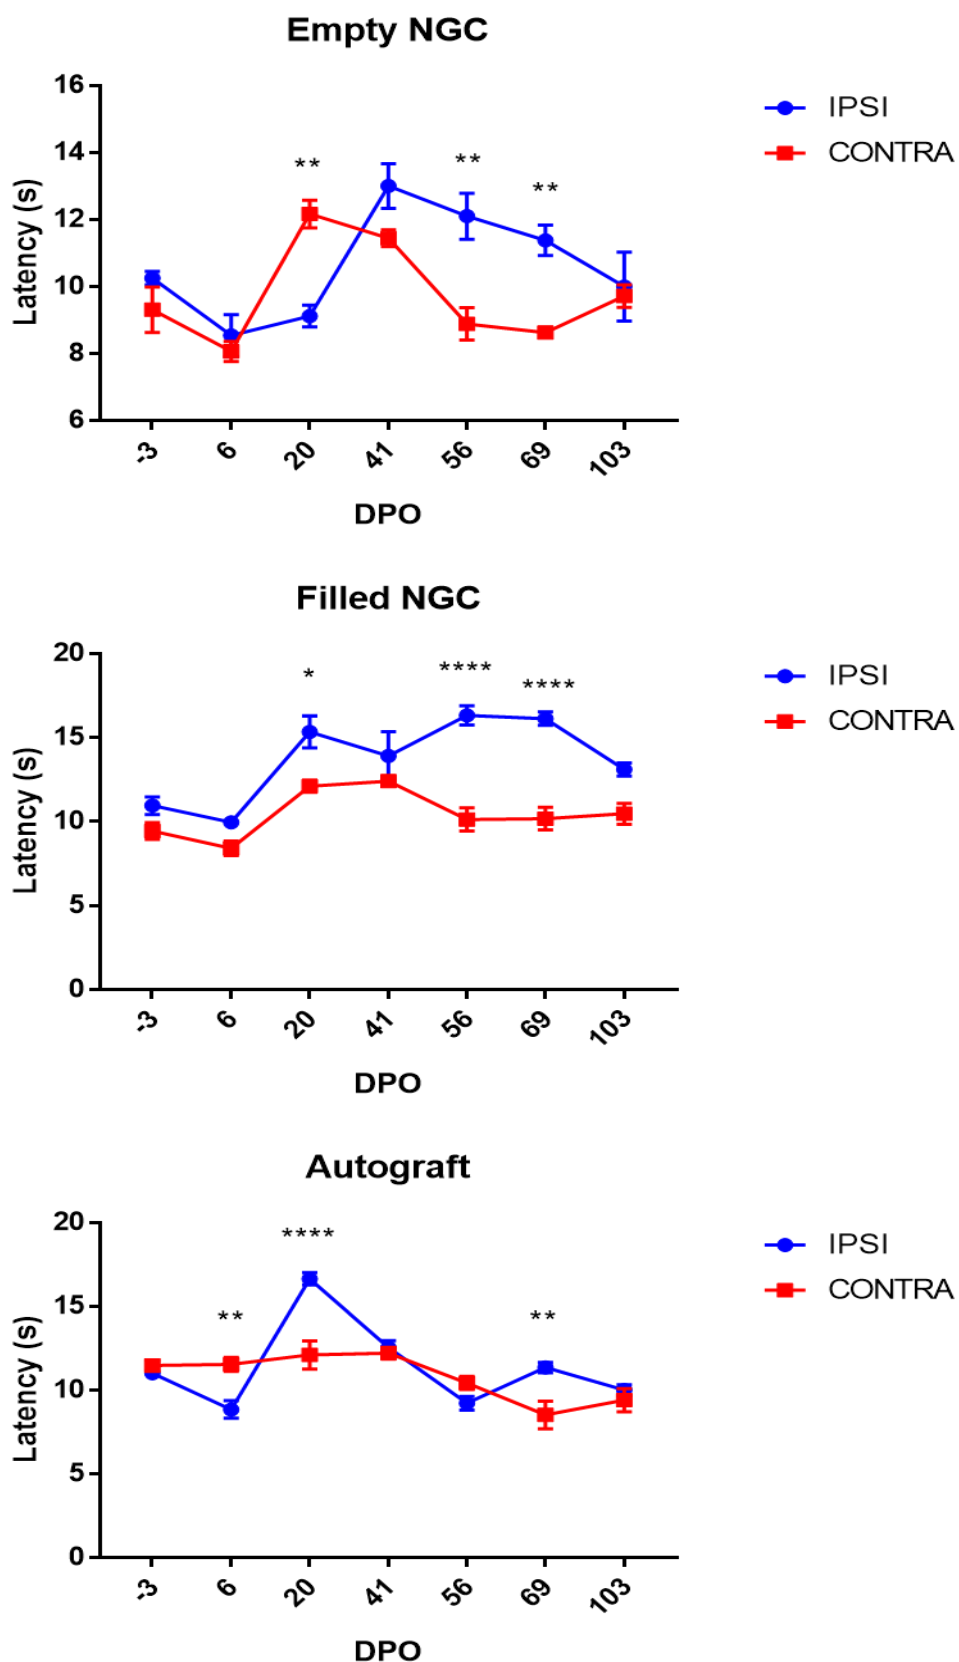 Empty NGC
16
14
12
10
8
6
Latency (s)
** ** **
-3 6 20 41 56 69 103
DPO
IPSI
CONTRA
Filled NGC
20
15
10
5
0
Latency (s)
* **** ****
-3 6 20 41 56 69 103
DPO
IPSI
CONTRA
Autograft
20
15
10
5
0
Latency (s)
** **** **
-3 6 20 41 56 69 103
DPO
IPSI
CONTRA